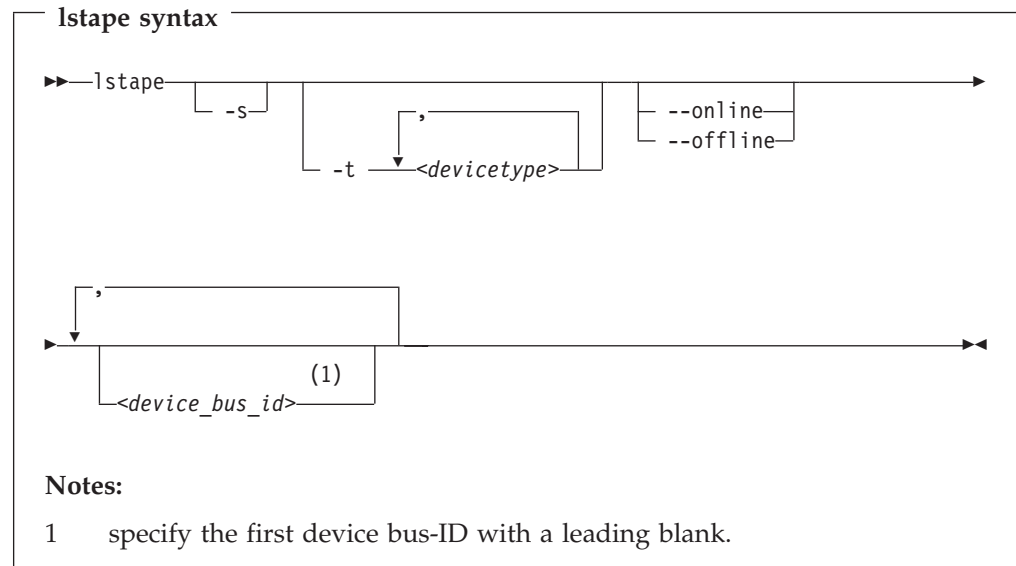 lstape syntax
lstape
-s
,
-t <devicetype>
--online
--offline
,
(1)
<device_bus_id>
Notes:
1 specify the first device bus-ID with a leading blank.